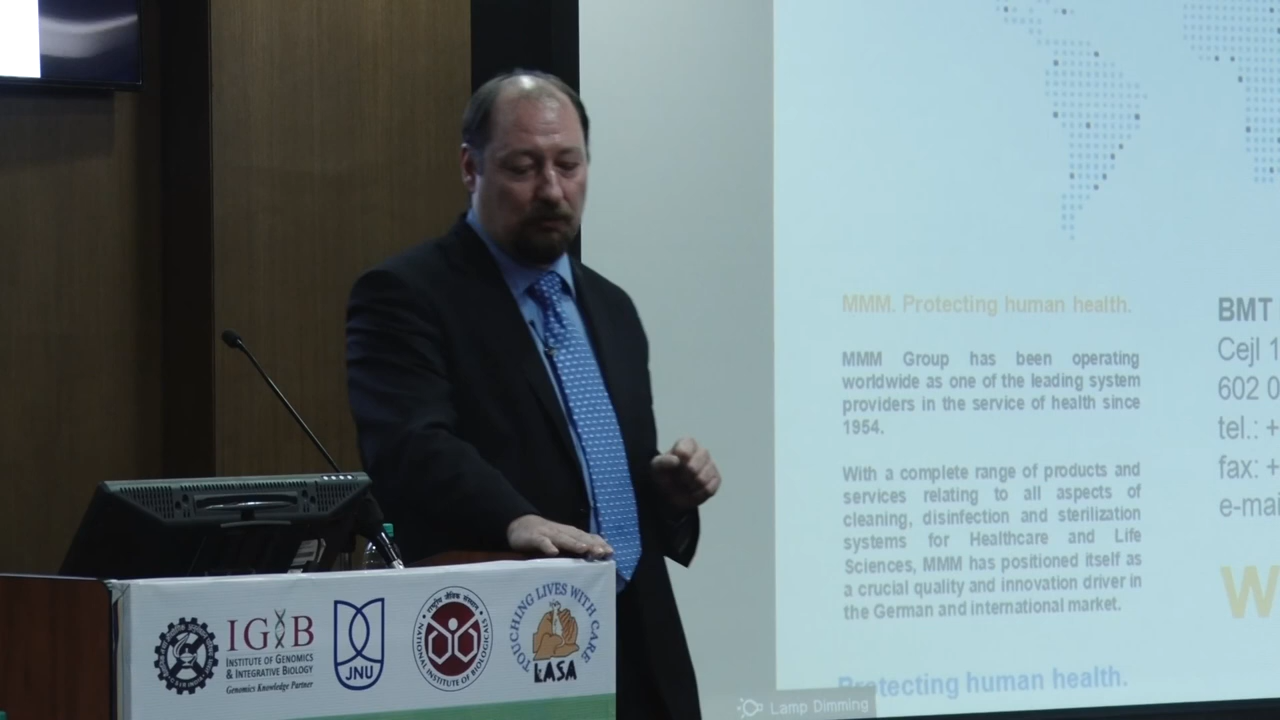 MMM. Protecting human health.
MMM Group has been operating
worldwide as one of the leading system
providers in the service of health since
1954.
With a complete range of products and
services relating to all aspects of
cleaning, disinfection and sterilization
systems for Healthcare and Life
Sciences, MMM has positioned itself as
a crucial quality and innovation driver in
the German and international market.
Protecting human health.
BMT
Cejl 1
602 0
tel.: +
fax: +
e-mai
W
Lamp Dimming
IGIB
INSTITUTE OF GENOMICS
& INTEGRATIVE BIOLOGY
Genomics Knowledge Partner
JNU
राष्ट्रीय जैविक संस्थान
NATIONAL INSTITUTE OF BIOLOGICALS
TOUCHING LIVES WITH CARE
kASA